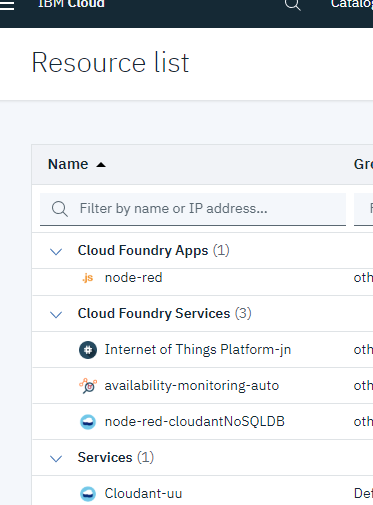 IBM Cloud
Catalog
Resource list
Name
Gr
Filter by name or IP address...
F
Cloud Foundry Apps (1)
JS node-red
oth
Cloud Foundry Services (3)
Internet of Things Platform-jn
oth
availability-monitoring-auto
oth
node-red-cloudantNoSQLDB
oth
Services (1)
Cloudant-uu
Def